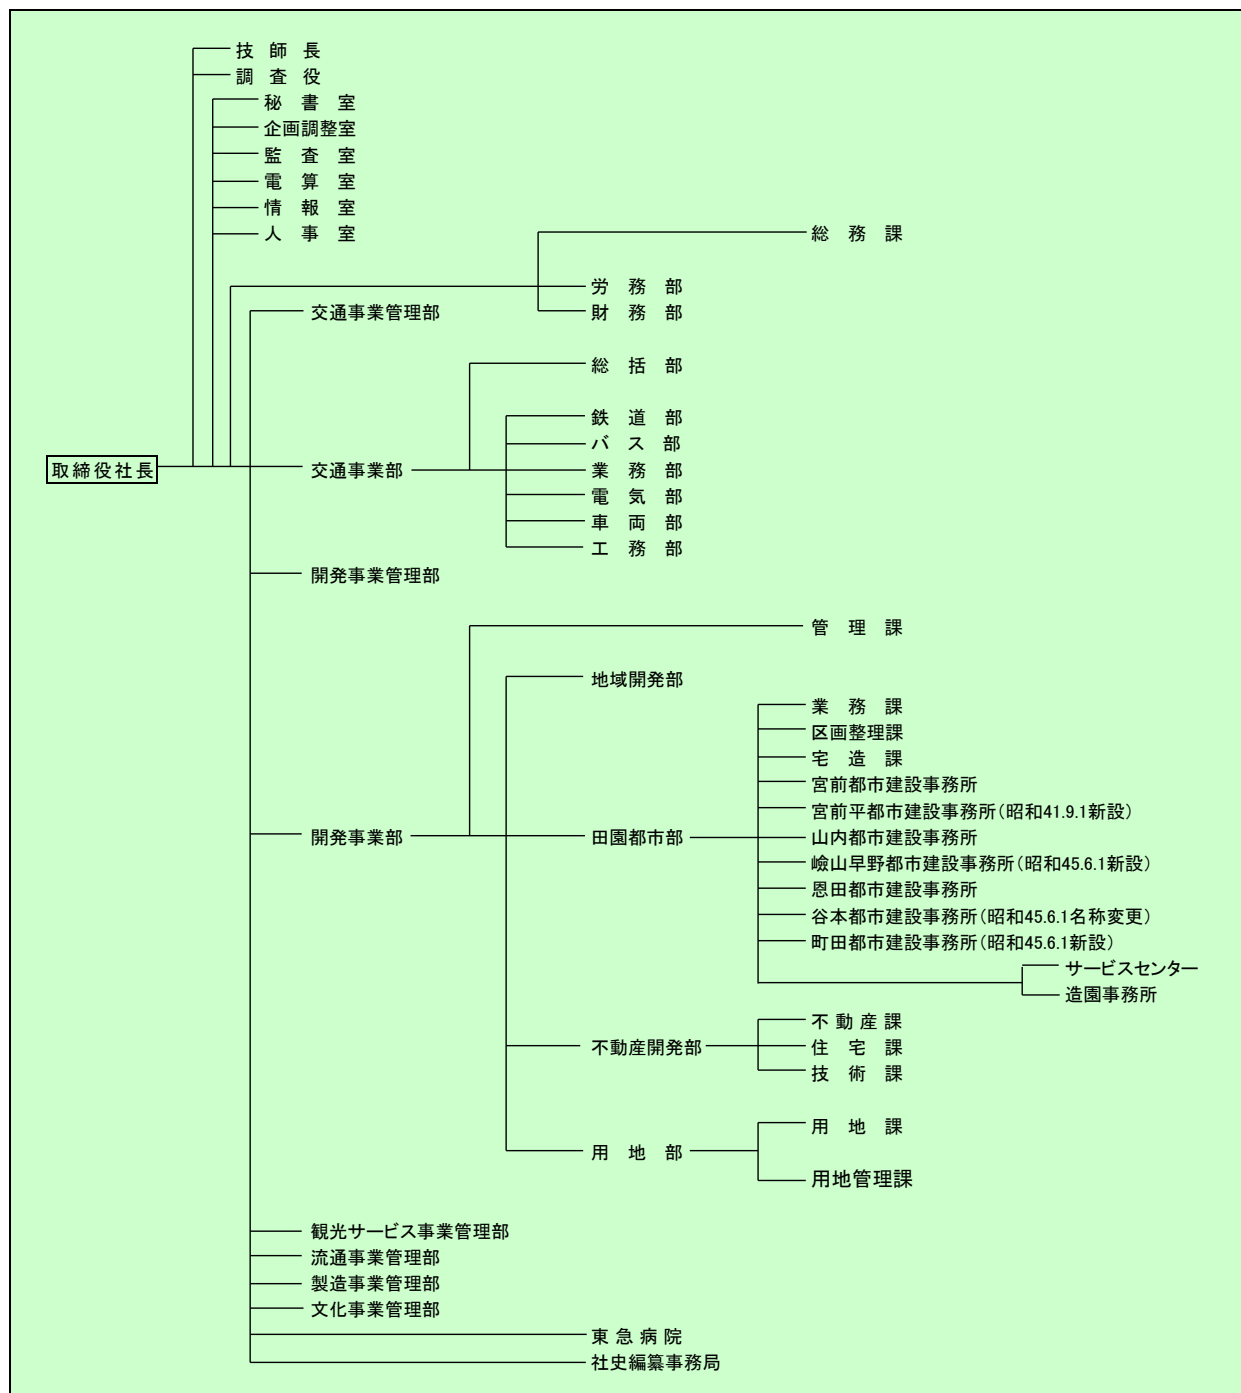 技師長
調査役
秘書室
企画調整室
監査室
電算室
情報室
人事室
総務課
労務部
財務部
交通事業管理部
総括部
鉄道部
バス部
取締役社長
交通事業部
業務部
電気部
車両部
工務部
開発事業管理部
管理課
地域開発部
業務課
区画整理課
宅造課
宮前都市建設事務所
宮前平都市建設事務所(昭和41.9.1新設)
開発事業部
田園都市部
山内都市建設事務所
嶮山早野都市建設事務所(昭和45.6.1新設)
恩田都市建設事務所
谷本都市建設事務所(昭和45.6.1名称変更)
町田都市建設事務所(昭和45.6.1新設)
サービスセンター
造園事務所
不動産課
不動産開発部
住宅課
技術課
用地課
用地部
用地管理課
観光サービス事業管理部
流通事業管理部
製造事業管理部
文化事業管理部
東急病院
社史編纂事務局